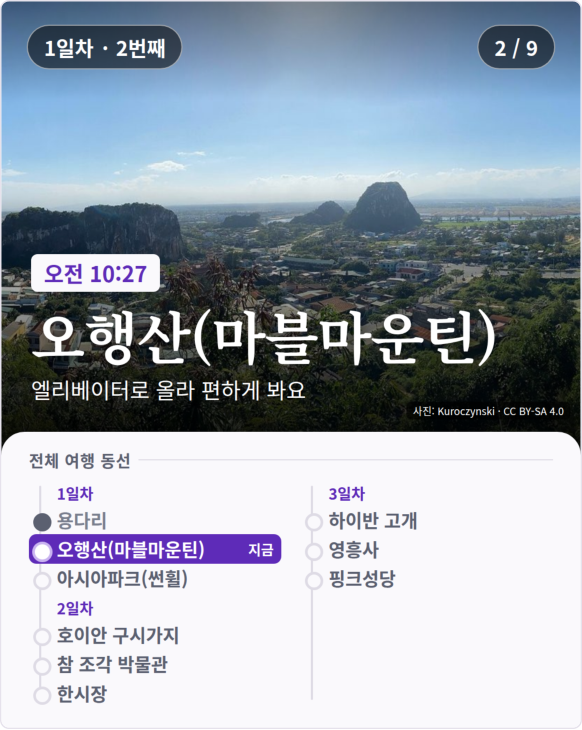 1일차 · 2번째
2 / 9
오전 10:27
오행산(마블마운틴)
엘리베이터로 올라 편하게 봐요
사진: Kuroczynski · CC BY-SA 4.0
전체 여행 동선
1일차
용다리
오행산(마블마운틴) 지금
아시아파크(썬휠)
2일차
호이안 구시가지
참 조각 박물관
한시장
3일차
하이반 고개
영흥사
핑크성당